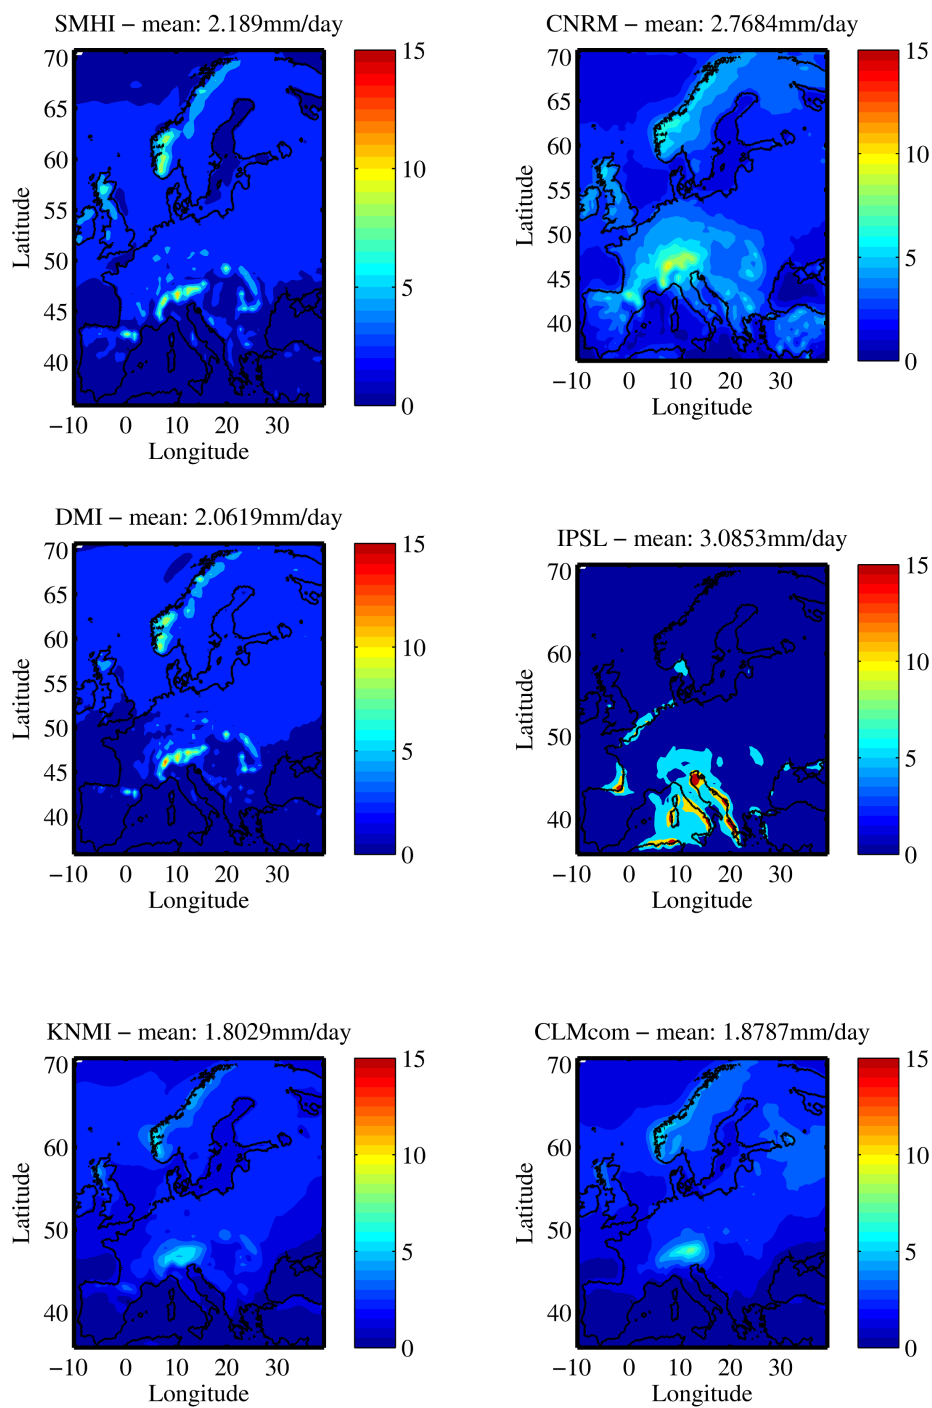 SMHI − mean: 2.189mm/day
70
65
60
55
50
45
40
Latitude
−10 0 10 20 30
Longitude
15
10
5
0
CNRM − mean: 2.7684mm/day
70
65
60
55
50
45
40
Latitude
−10 0 10 20 30
Longitude
15
10
5
0
DMI − mean: 2.0619mm/day
70
65
60
55
50
45
40
Latitude
−10 0 10 20 30
Longitude
15
10
5
0
IPSL − mean: 3.0853mm/day
70
60
50
40
Latitude
−10 0 10 20 30
Longitude
15
10
5
0
KNMI − mean: 1.8029mm/day
70
60
50
40
Latitude
−10 0 10 20 30
Longitude
15
10
5
0
CLMcom − mean: 1.8787mm/day
70
60
50
40
Latitude
−10 0 10 20 30
Longitude
15
10
5
0